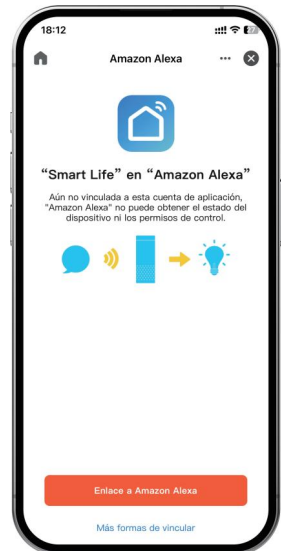 18:12
Amazon Alexa
“Smart Life” en “Amazon Alexa”
Aún no vinculada a esta cuenta de aplicación,
"Amazon Alexa" no puede obtener el estado del
dispositivo ni los permisos de control.
Enlace a Amazon Alexa
Más formas de vincular